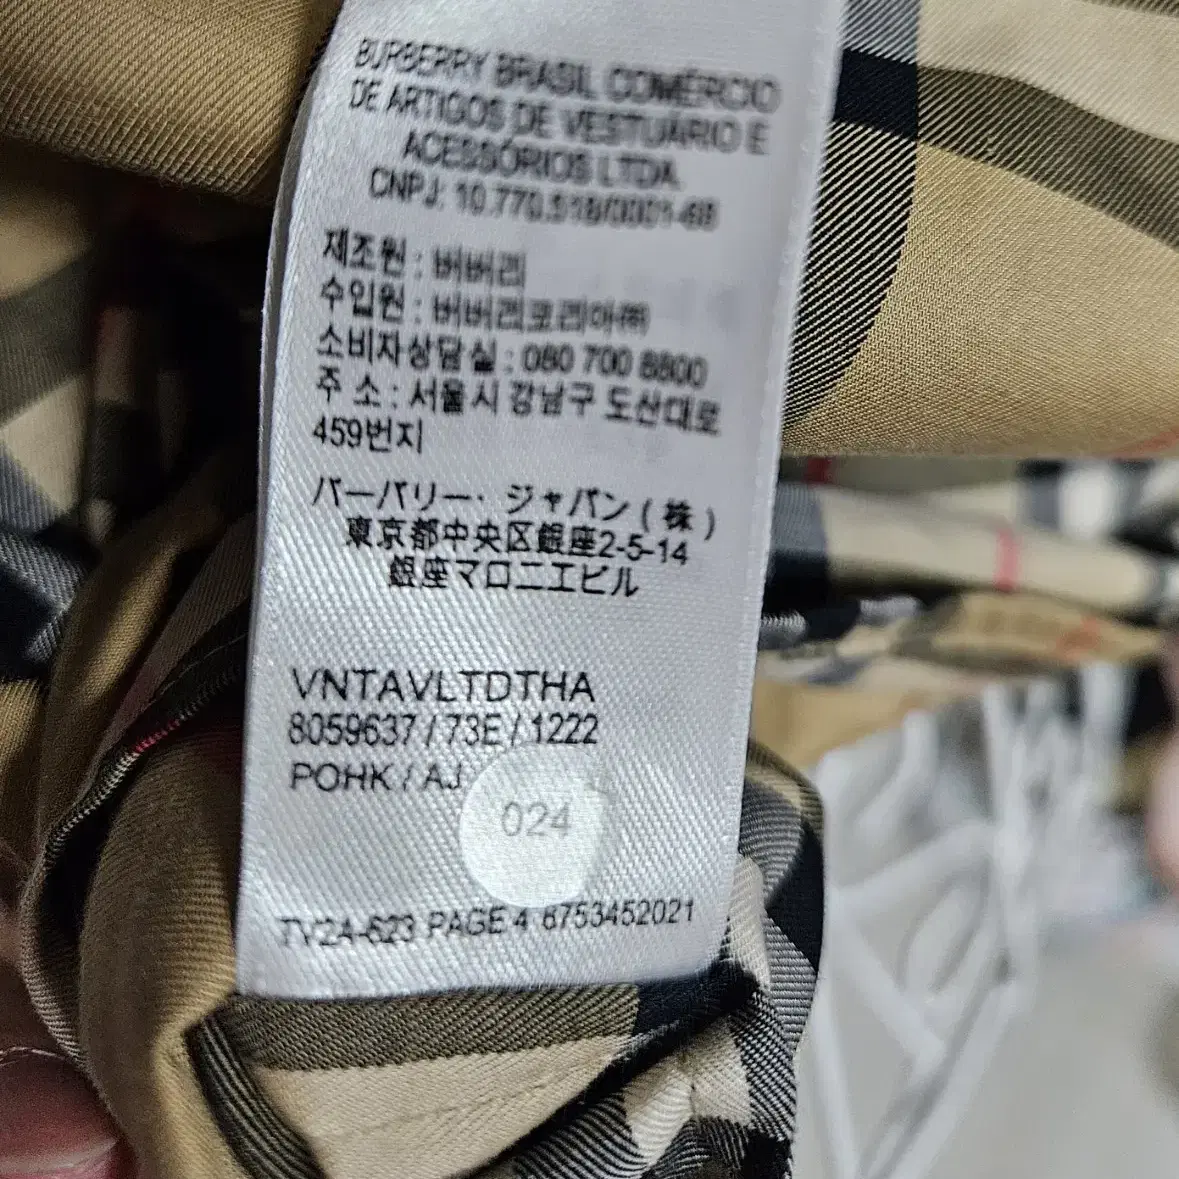 BURBERRY BRASIL COMÉRCIO
DE ARTIGOS DE VESTUÁRIO E
ACESSÓRIOS LTDA.
CNPJ: 10.770.518/0001-68
제조원 : 버버리
수입원 : 버버리코리아㈜
소비자상담실 : 080 700 8800
주 소 : 서울시 강남구 도산대로
459번지
バーバリー・ジャパン(株)
東京都中央区銀座2-5-14
銀座マロニエビル
VNTAVLTDTHA
8059637 / 73E / 1222
POHK / AJ
024
TV24-623 PAGE 4 8753452021